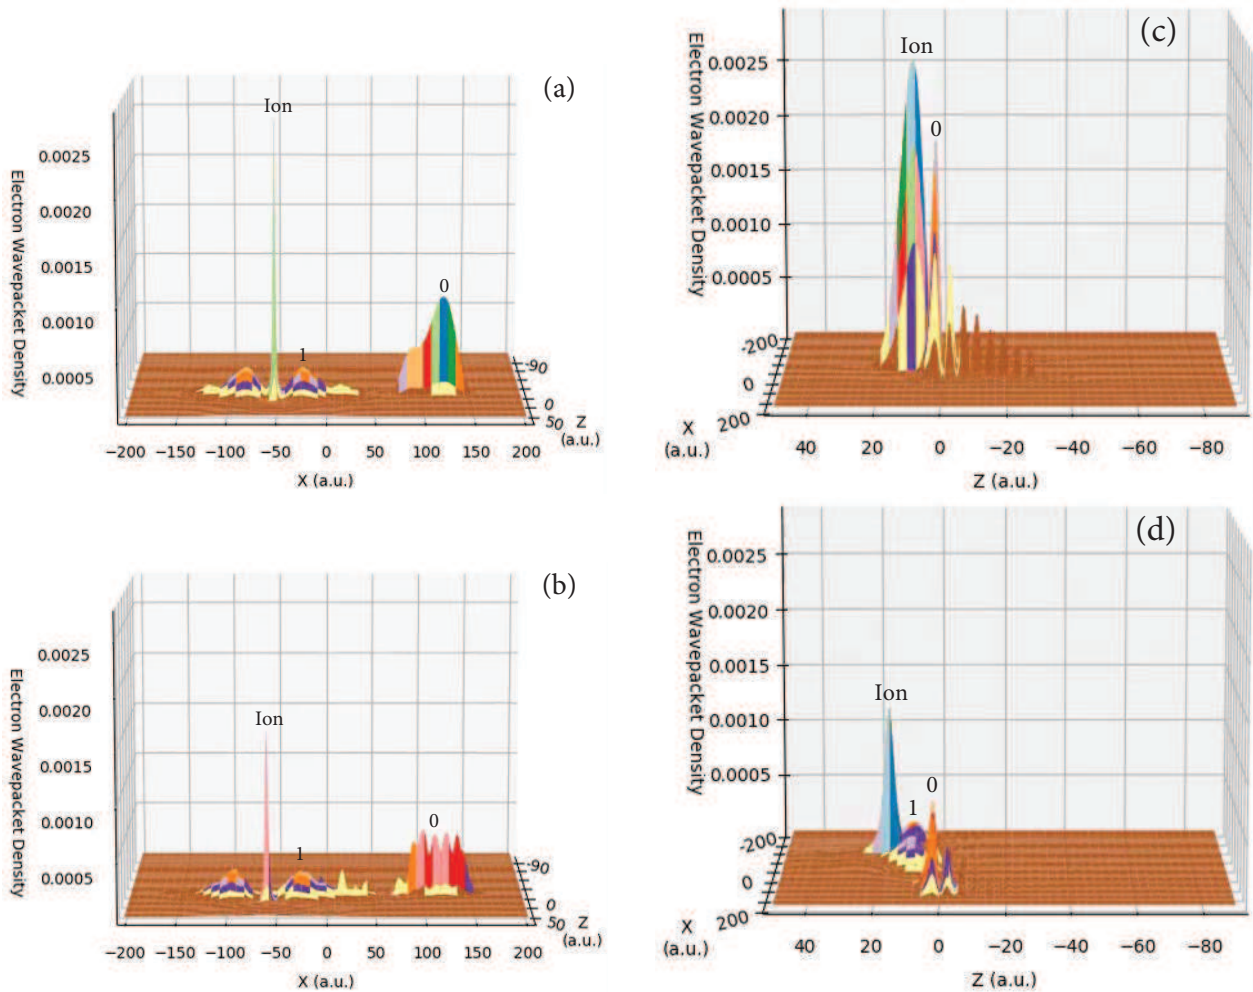 (a)
Ion
0
1
Electron Wavepacket Density
0.0025
0.0020
0.0015
0.0010
0.0005
-90
0
50
Z
(a.u.)
−200 −150 −100 −50 0 50 100 150 200
X (a.u.)
(c)
Ion
0
Electron Wavepacket Density
0.0025
0.0020
0.0015
0.0010
0.0005
-200
0
200
X
(a.u.)
40 20 0 −20 −40 −60 −80
Z (a.u.)
(b)
Ion
0
1
Electron Wavepacket Density
0.0025
0.0020
0.0015
0.0010
0.0005
-90
0
50
Z
(a.u.)
−200 −150 −100 −50 0 50 100 150 200
X (a.u.)
(d)
Ion
0
1
Electron Wavepacket Density
0.0025
0.0020
0.0015
0.0010
0.0005
-200
0
200
X
(a.u.)
40 20 0 −20 −40 −60 −80
Z (a.u.)